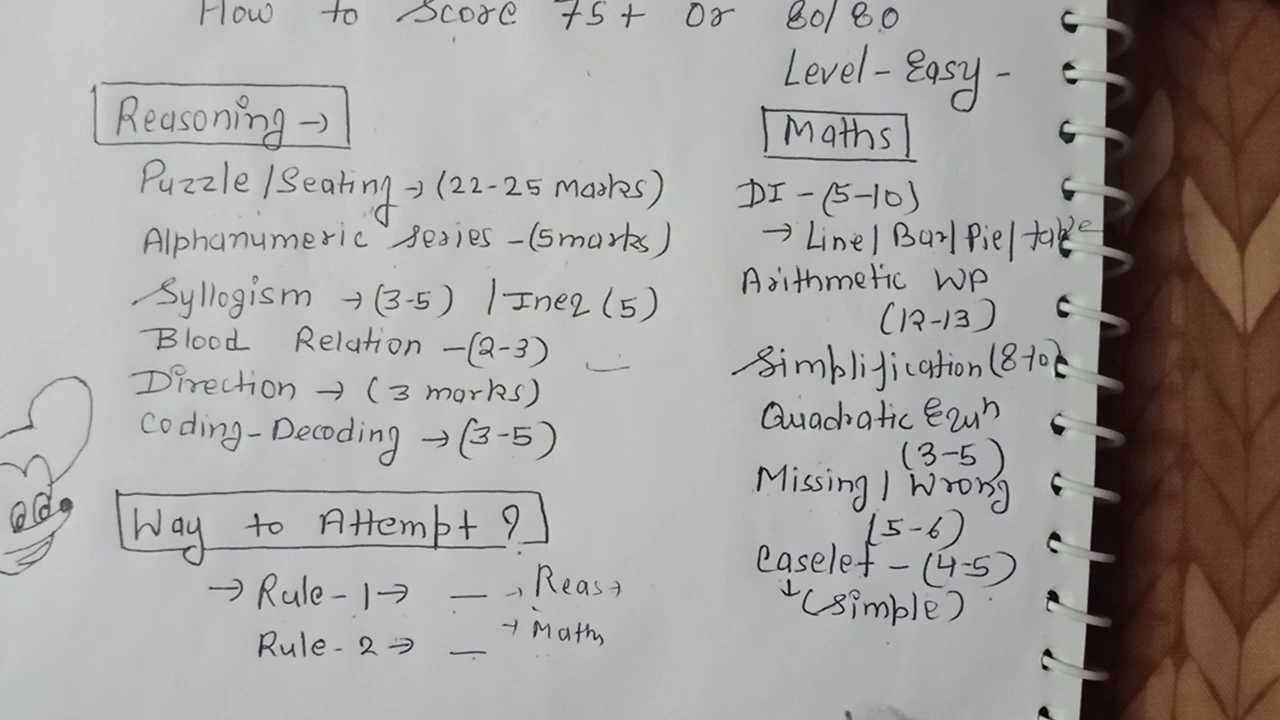 How to Score 75+ or 80/80
Level - Easy -
Reasoning →
Puzzle / Seating → (22-25 Marks)
Alphanumeric Series - (5 marks)
Syllogism → (3-5) / Ineq (5)
Blood Relation - (2-3)
Direction → (3 marks)
Coding - Decoding → (3-5)
Way to Attempt ?
→ Rule - 1 → — → Reas →
→ Maths
Rule - 2 → —
Maths
DI - (5-10)
→ Line / Bar / Pie / table
Arithmetic WP
(12-13)
Simplification (8 to
Quadratic Equn
(3-5)
Missing / Wrong
(5-6)
Caselet - (4-5)
↓ (Simple)